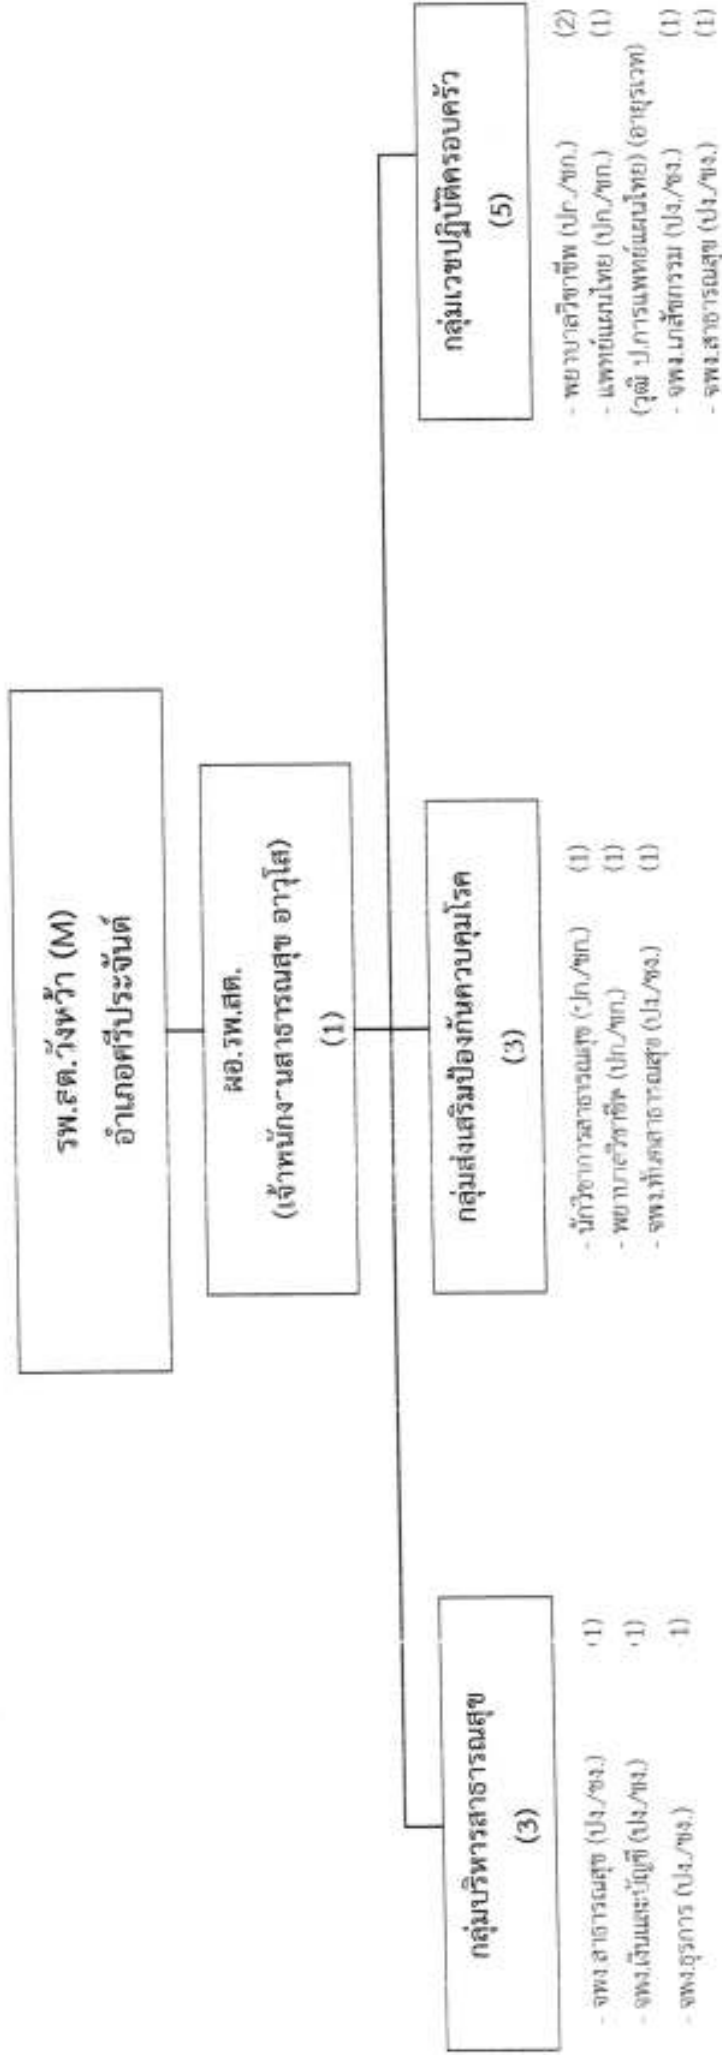 รพ.สต.วังหว้า (M)
อำเภอศรีประจันต์
ผอ.รพ.สต.
(เจ้าพนักงานสาธารณสุข อาวุโส)
(1)
กลุ่มบริหารสาธารณสุข
(3)
- จพง.สาธารณสุข (ปง./ชง.) (1)
- จพง.เงินและบัญชี (ปง./ชง.) (1)
- จพง.ธุรการ (ปง./ชง.) (1)
กลุ่มส่งเสริมป้องกันควบคุมโรค
(3)
- นักวิชาการสาธารณสุข (ปก./ชก.) (1)
- พยาบาลวิชาชีพ (ปก./ชก.) (1)
- จพง.ทันตสาธารณสุข (ปง./ชง.) (1)
กลุ่มเวชปฏิบัติครอบครัว
(5)
- พยาบาลวิชาชีพ (ปก./ชก.) (2)
- แพทย์แผนไทย (ปก./ชก.) (1)
(วุฒิ ป.การแพทย์แผนไทย) (อายุรเวท)
- จพง.เภสัชกรรม (ปง./ชง.) (1)
- จพง.สาธารณสุข (ปง./ชง.) (1)